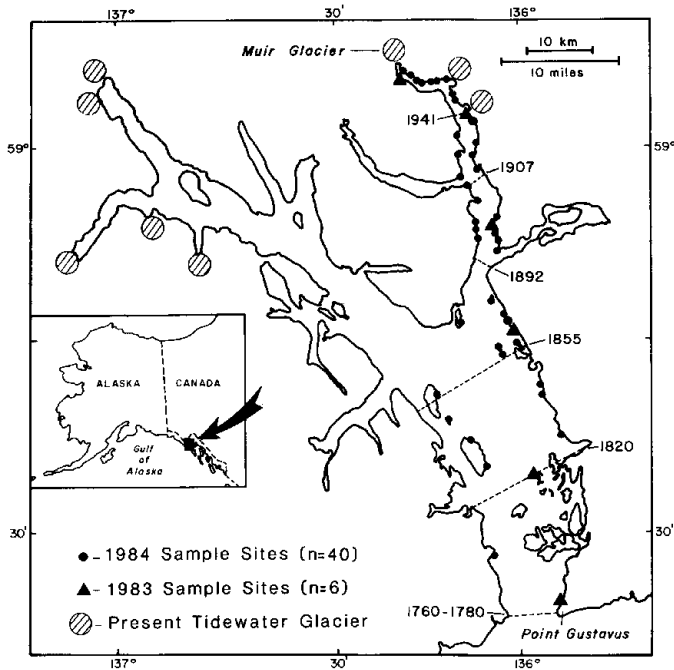 137° 30' 136°
Muir Glacier
10 km
10 miles
1941
59° 59°
1907
1892
1855
ALASKA CANADA
Gulf
of
Alaska
1820
30' 30'
● - 1984 Sample Sites (n=40)
▲ - 1983 Sample Sites (n=6)
- Present Tidewater Glacier
1760-1780
Point Gustavus
137° 30' 136°